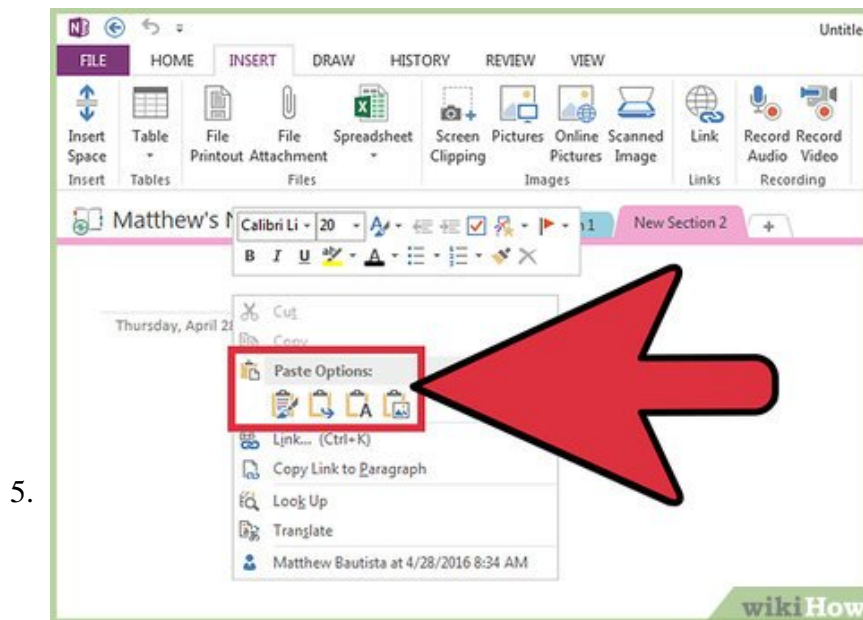 Untitle
FILE HOME INSERT DRAW HISTORY REVIEW VIEW
Insert Space
Table
File Printout
File Attachment
Spreadsheet
Screen Clipping
Pictures
Online Pictures
Scanned Image
Link
Record Audio
Record Video
Insert Tables Files Images Links Recording
Matthew's N
Calibri Li 20
1
New Section 2
+
B I U A
Thursday, April 28
Cut
Copy
Paste Options:
A
Link... (Ctrl+K)
Copy Link to Paragraph
Look Up
Translate
Matthew Bautista at 4/28/2016 8:34 AM
5.
wikiHow